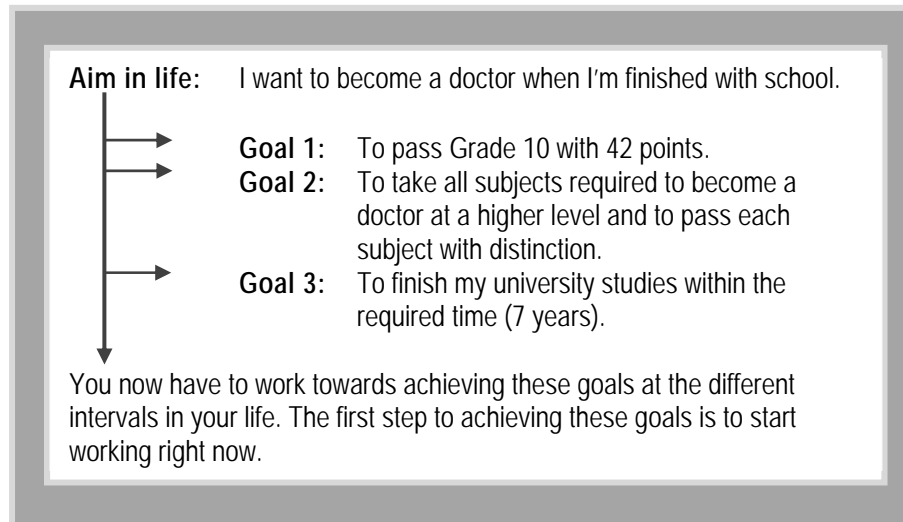 Aim in life: I want to become a doctor when I'm finished with school.
Goal 1: To pass Grade 10 with 42 points.
Goal 2: To take all subjects required to become a
doctor at a higher level and to pass each
subject with distinction.
Goal 3: To finish my university studies within the
required time (7 years).
You now have to work towards achieving these goals at the different
intervals in your life. The first step to achieving these goals is to start
working right now.